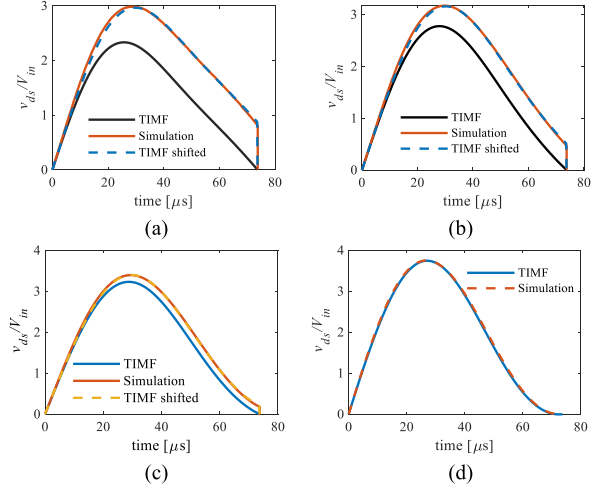 3
2
1
0
v_ds/V_in
TIMF
Simulation
TIMF shifted
0 20 40 60 80
time [μs]
(a)
3
2
1
0
v_ds/V_in
TIMF
Simulation
TIMF shifted
0 20 40 60 80
time [μs]
(b)
4
3
2
1
0
v_ds/V_in
TIMF
Simulation
TIMF shifted
0 20 40 60 80
time [μs]
(c)
4
3
2
1
0
v_ds/V_in
TIMF
Simulation
0 20 40 60 80
time [μs]
(d)